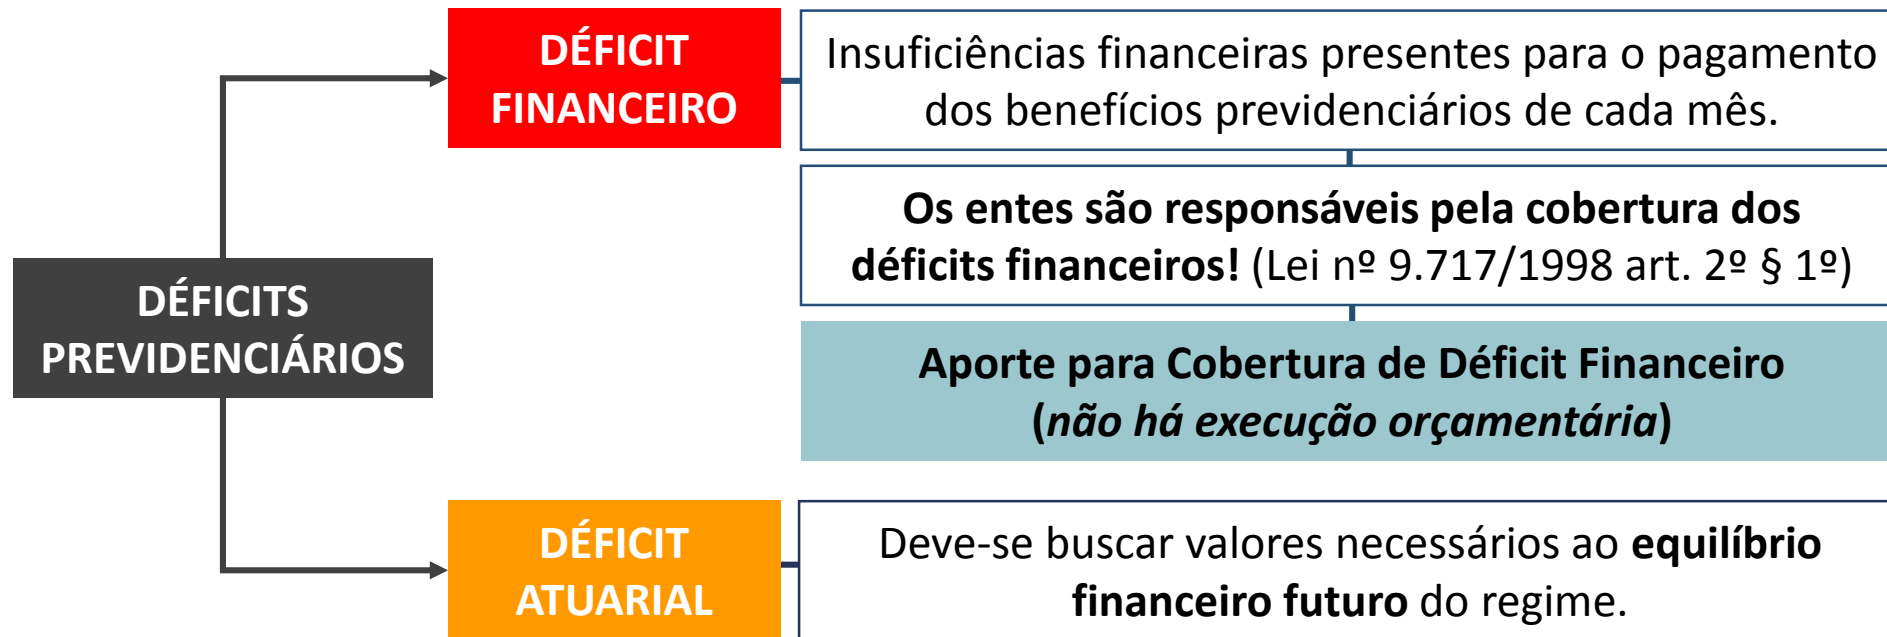 DÉFICITS
PREVIDENCIÁRIOS
DÉFICIT
FINANCEIRO
Insuficiências financeiras presentes para o pagamento
dos benefícios previdenciários de cada mês.
Os entes são responsáveis pela cobertura dos
déficits financeiros! (Lei nº 9.717/1998 art. 2º § 1º)
Aporte para Cobertura de Déficit Financeiro
(não há execução orçamentária)
DÉFICIT
ATUARIAL
Deve-se buscar valores necessários ao equilíbrio
financeiro futuro do regime.